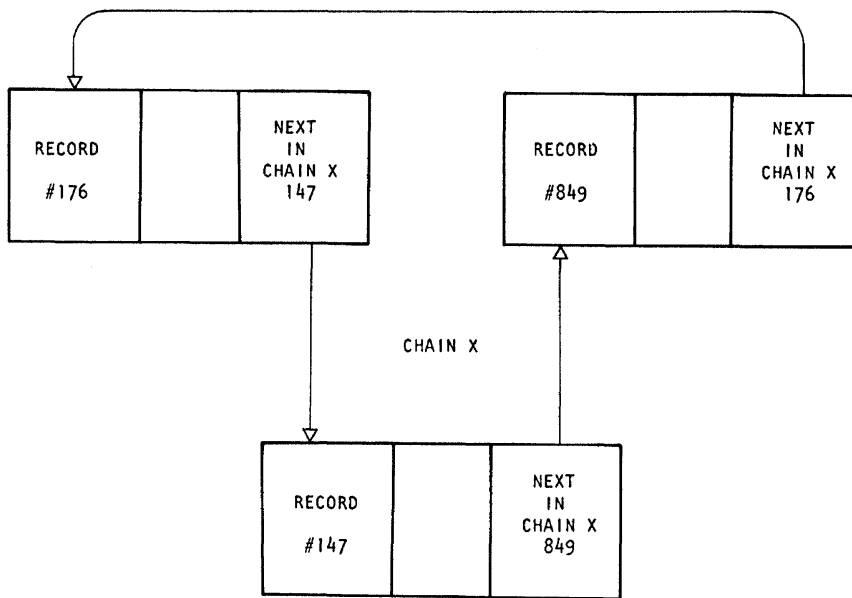 RECORD
#176
NEXT
IN
CHAIN X
147
RECORD
#849
NEXT
IN
CHAIN X
176
CHAIN X
RECORD
#147
NEXT
IN
CHAIN X
849